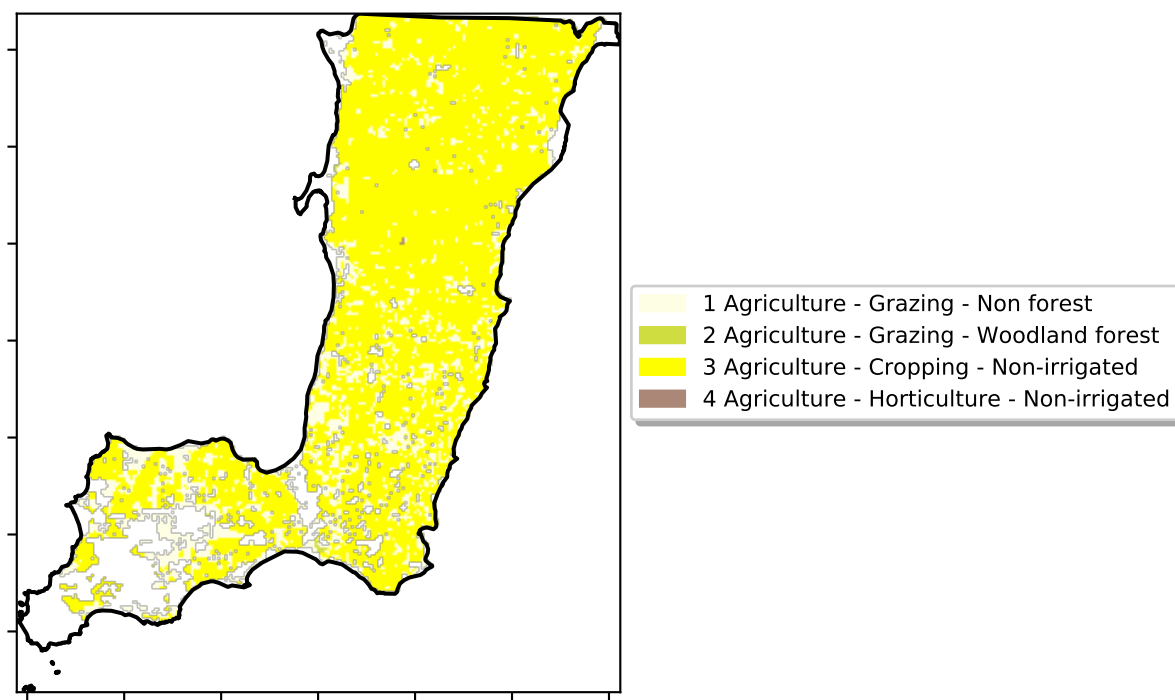 1 Agriculture - Grazing - Non forest
2 Agriculture - Grazing - Woodland forest
3 Agriculture - Cropping - Non-irrigated
4 Agriculture - Horticulture - Non-irrigated